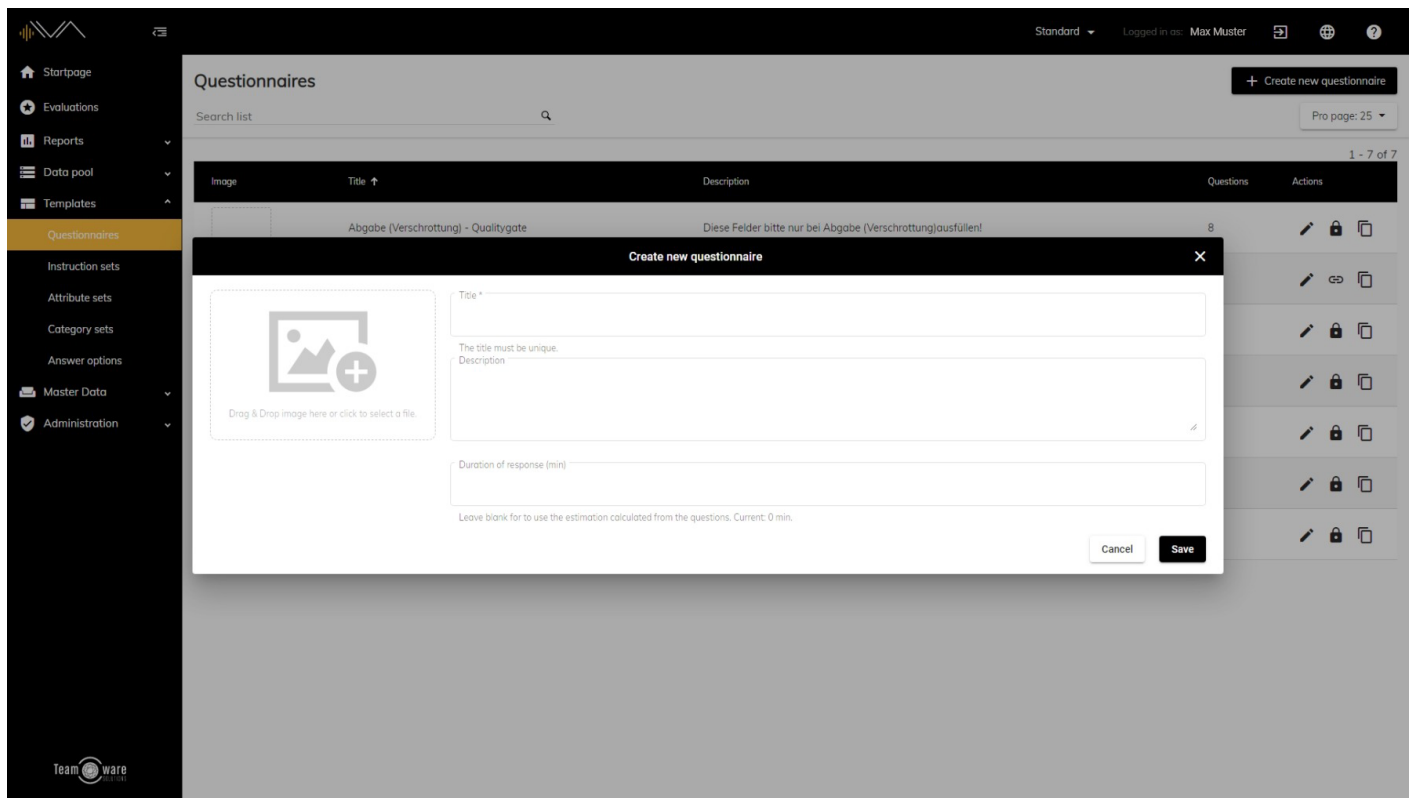 Standard
Logged in as: Max Muster
Startpage
Evaluations
Reports
Data pool
Templates
Questionnaires
Instruction sets
Attribute sets
Category sets
Answer options
Master Data
Administration
Team ware
SOLUTIONS
Questionnaires
+ Create new questionnaire
Search list
Pro page: 25
1 - 7 of 7
Image Title Description Questions Actions
Abgabe (Verschrottung) - Qualitygate Diese Felder bitte nur bei Abgabe (Verschrottung)ausfüllen! 8
Create new questionnaire
Drag & Drop image here or click to select a file.
Title *
The title must be unique.
Description
Duration of response (min)
Leave blank for to use the estimation calculated from the questions. Current: 0 min.
Cancel Save